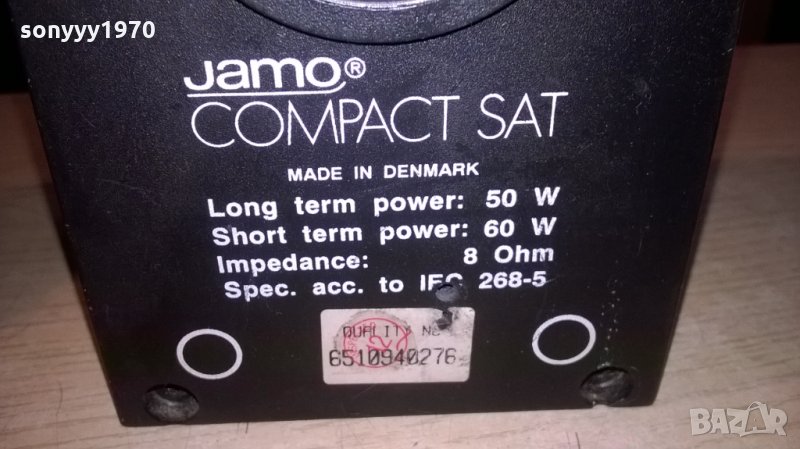 sonyyy1970
Jamo®
COMPACT SAT
MADE IN DENMARK
Long term power: 50 W
Short term power: 60 W
Impedance: 8 Ohm
Spec. acc. to IEC 268-5
QUALITY No
6510940276
BAZAR